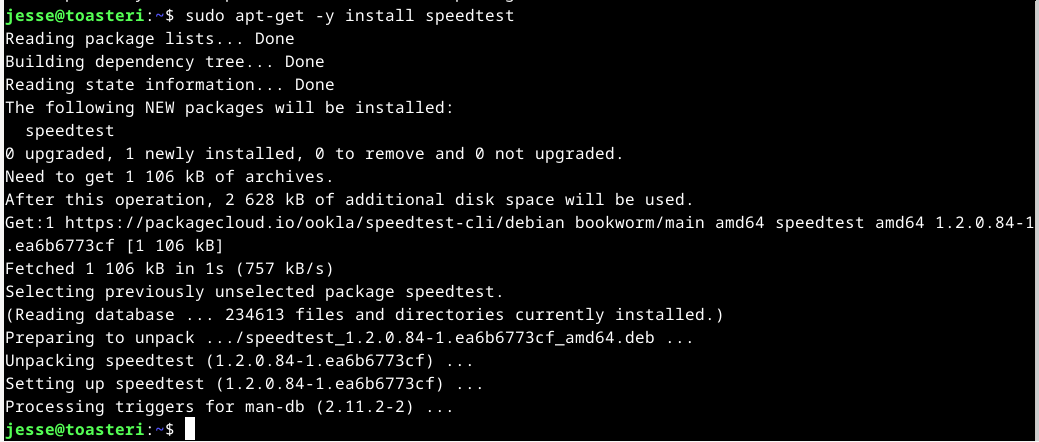 jesse@toasteri:~$ sudo apt-get -y install speedtest
Reading package lists... Done
Building dependency tree... Done
Reading state information... Done
The following NEW packages will be installed:
  speedtest
0 upgraded, 1 newly installed, 0 to remove and 0 not upgraded.
Need to get 1 106 kB of archives.
After this operation, 2 628 kB of additional disk space will be used.
Get:1 https://packagecloud.io/ookla/speedtest-cli/debian bookworm/main amd64 speedtest amd64 1.2.0.84-1
.ea6b6773cf [1 106 kB]
Fetched 1 106 kB in 1s (757 kB/s)
Selecting previously unselected package speedtest.
(Reading database ... 234613 files and directories currently installed.)
Preparing to unpack .../speedtest_1.2.0.84-1.ea6b6773cf_amd64.deb ...
Unpacking speedtest (1.2.0.84-1.ea6b6773cf) ...
Setting up speedtest (1.2.0.84-1.ea6b6773cf) ...
Processing triggers for man-db (2.11.2-2) ...
jesse@toasteri:~$